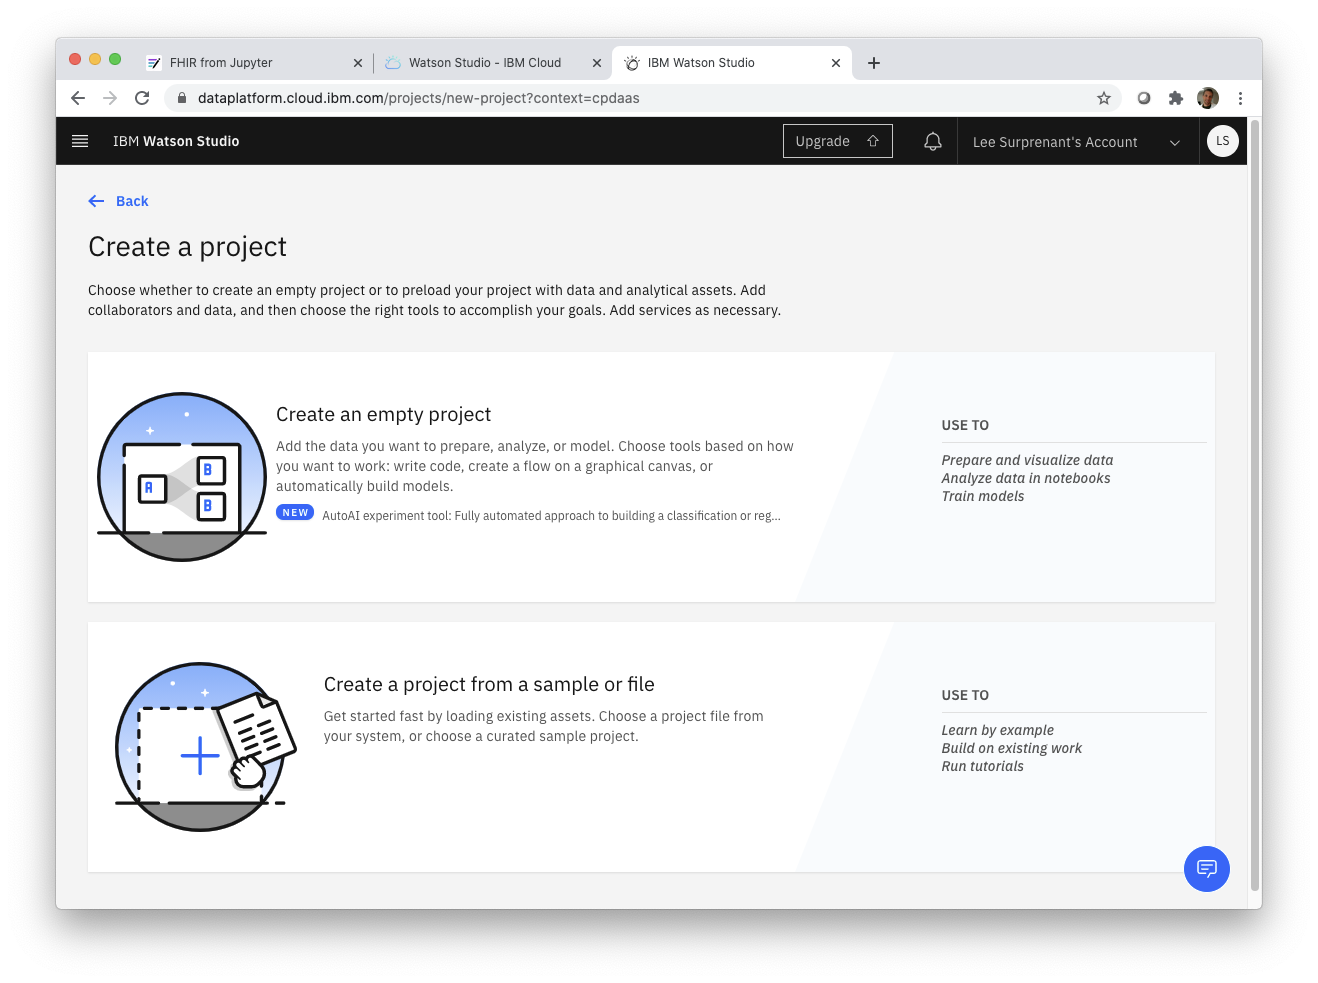 FHIR from Jupyter
Watson Studio - IBM Cloud
IBM Watson Studio
dataplatform.cloud.ibm.com/projects/new-project?context=cpdaas
IBM Watson Studio
Upgrade
Lee Surprenant's Account
LS
Back
Create a project
Choose whether to create an empty project or to preload your project with data and analytical assets. Add
collaborators and data, and then choose the right tools to accomplish your goals. Add services as necessary.
A
B
B
Create an empty project
Add the data you want to prepare, analyze, or model. Choose tools based on how
you want to work: write code, create a flow on a graphical canvas, or
automatically build models.
NEW AutoAI experiment tool: Fully automated approach to building a classification or reg...
USE TO
Prepare and visualize data
Analyze data in notebooks
Train models
Create a project from a sample or file
Get started fast by loading existing assets. Choose a project file from
your system, or choose a curated sample project.
USE TO
Learn by example
Build on existing work
Run tutorials